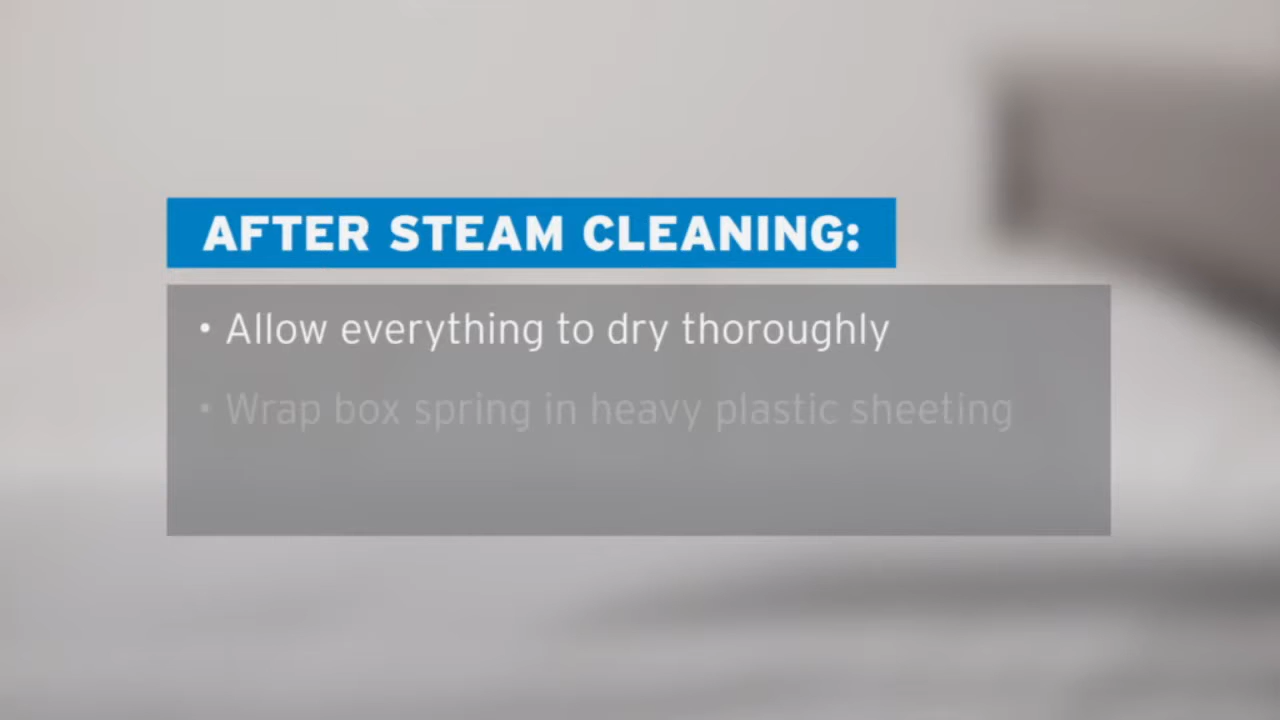 AFTER STEAM CLEANING:
• Allow everything to dry thoroughly
• Wrap box spring in heavy plastic sheeting